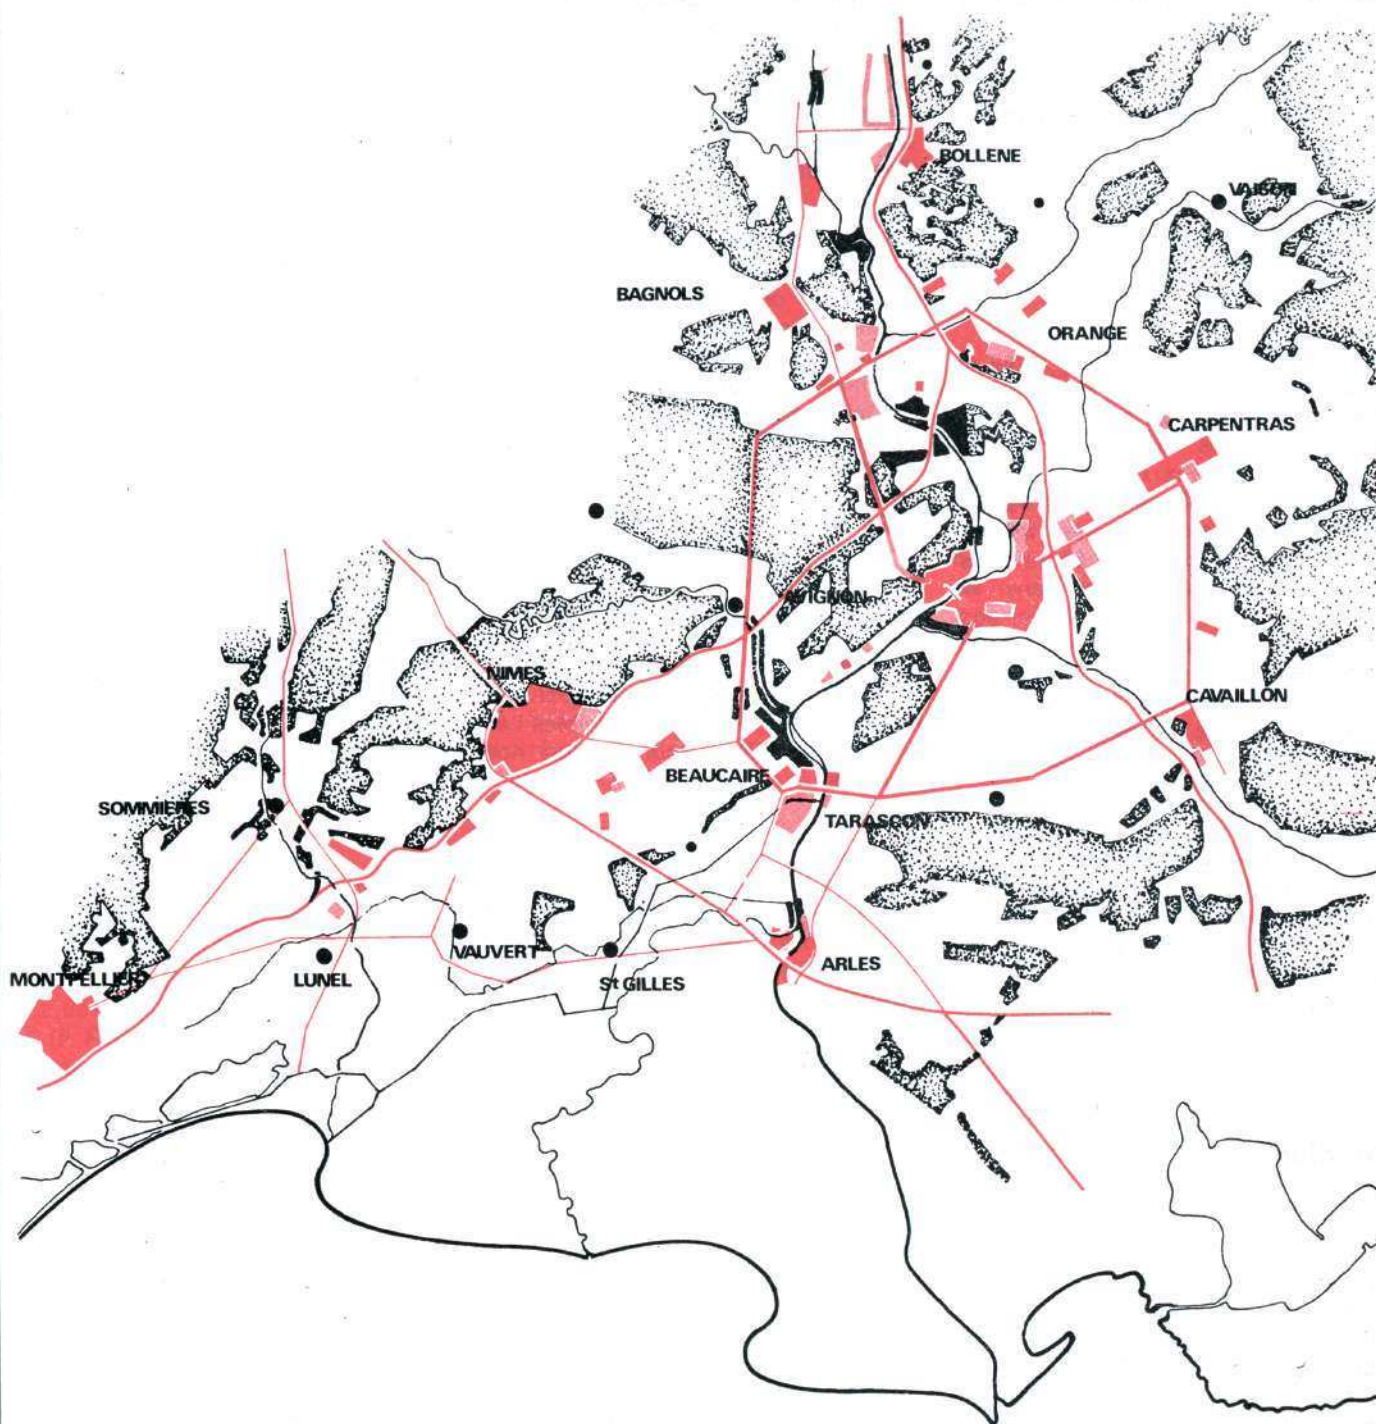 BOLLENE
VAISON
BAGNOLS
ORANGE
CARPENTRAS
AVIGNON
NIMES
CAVAILLON
BEAUCAIRE
SOMMIERES
TARASCON
VAUVERT
ARLES
MONTPELLIER
LUNEL
St GILLES